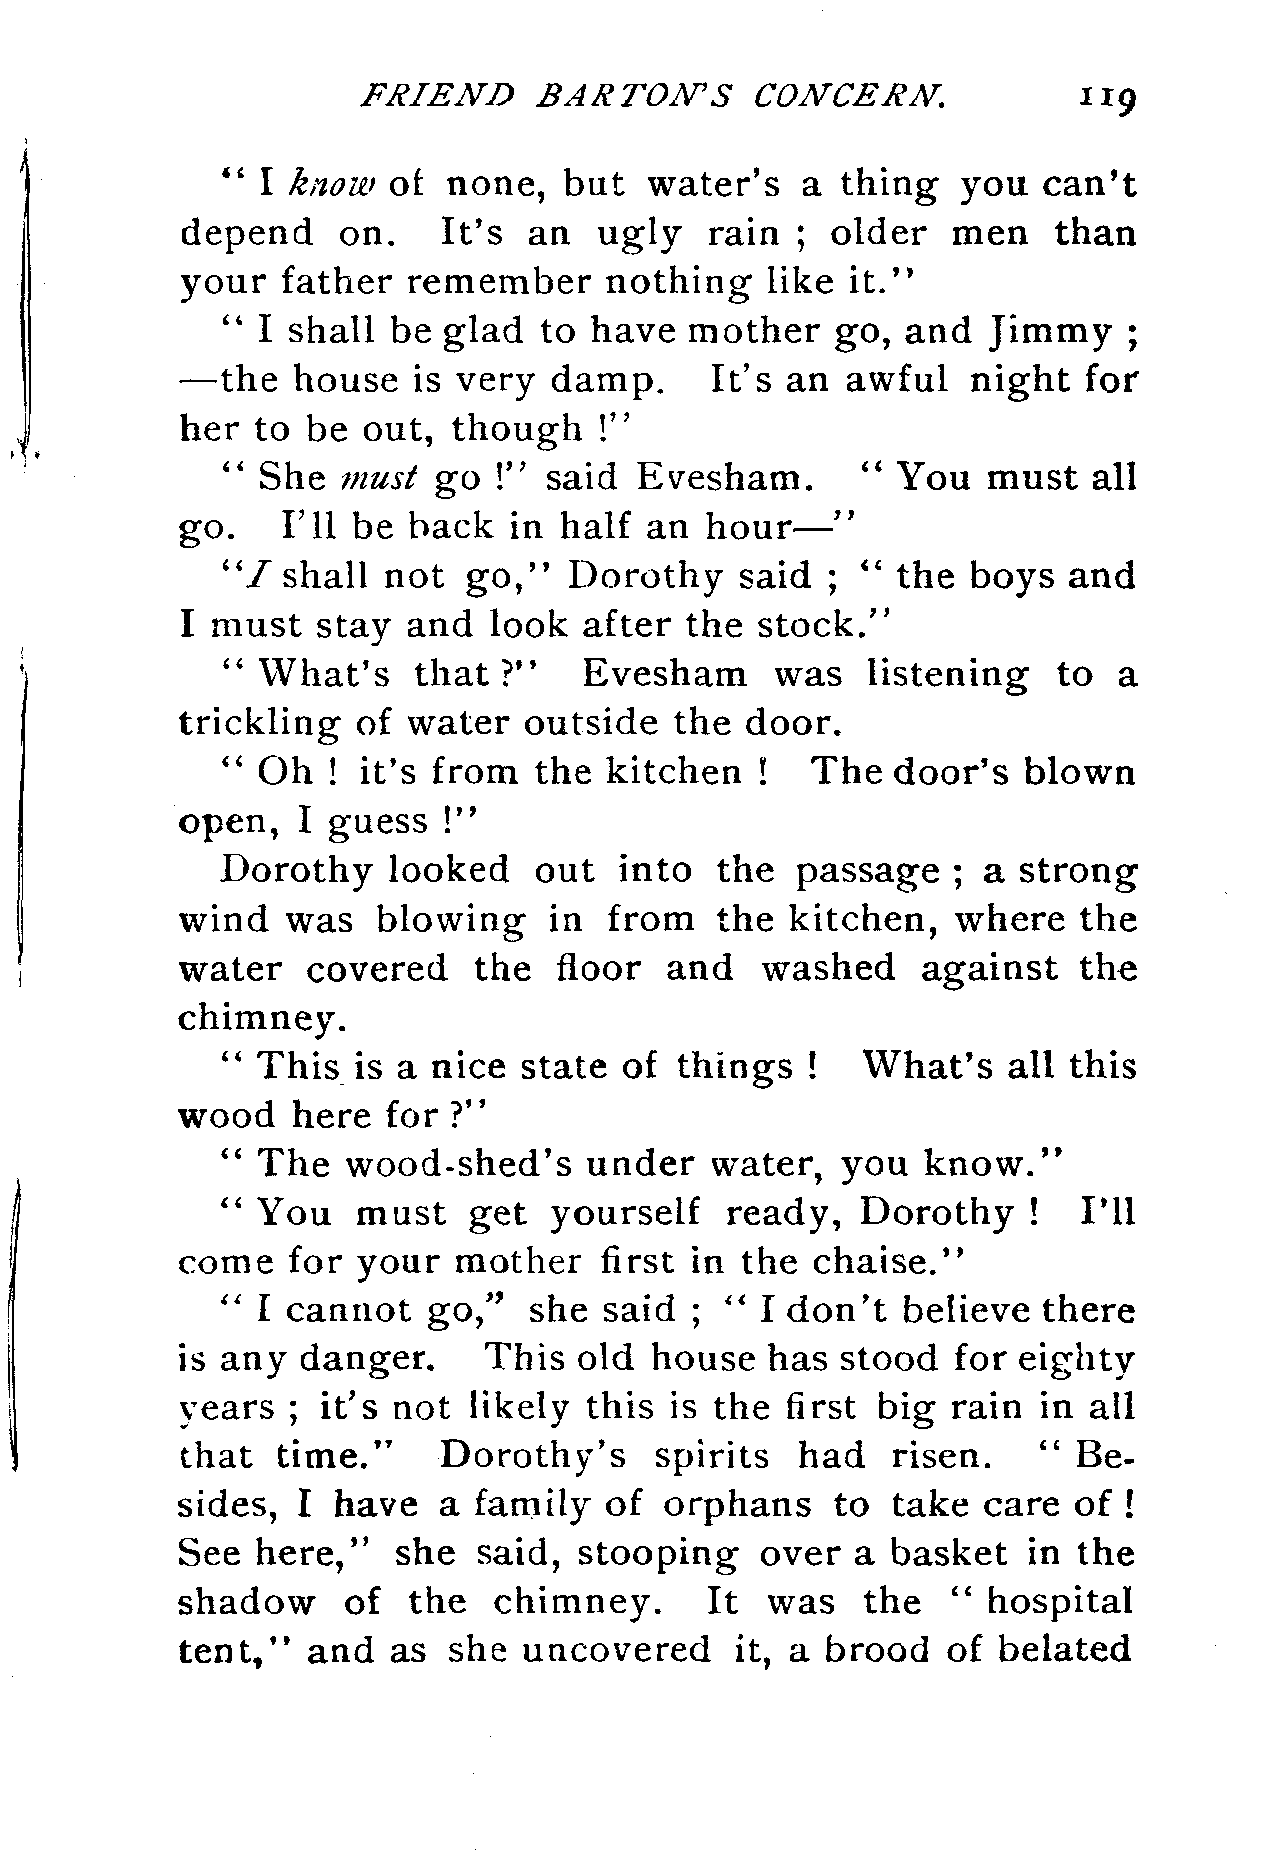 FRIEND BARTON'S CONCERN. 119
“ I know of none, but water's a thing you can't
depend on. It's an ugly rain ; older men than
your father remember nothing like it.”
“ I shall be glad to have mother go, and Jimmy ;
—the house is very damp. It's an awful night for
her to be out, though !”
“ She must go !” said Evesham. “ You must all
go. I'll be back in half an hour—”
“I shall not go,” Dorothy said ; “ the boys and
I must stay and look after the stock.”
“ What's that ?” Evesham was listening to a
trickling of water outside the door.
“ Oh ! it's from the kitchen ! The door's blown
open, I guess !”
Dorothy looked out into the passage ; a strong
wind was blowing in from the kitchen, where the
water covered the floor and washed against the
chimney.
“ This is a nice state of things ! What's all this
wood here for ?”
“ The wood-shed's under water, you know.”
“ You must get yourself ready, Dorothy ! I'll
come for your mother first in the chaise.”
“ I cannot go,” she said ; “ I don't believe there
is any danger. This old house has stood for eighty
years ; it's not likely this is the first big rain in all
that time.” Dorothy's spirits had risen. “ Be-
sides, I have a family of orphans to take care of !
See here,” she said, stooping over a basket in the
shadow of the chimney. It was the “ hospital
tent,” and as she uncovered it, a brood of belated